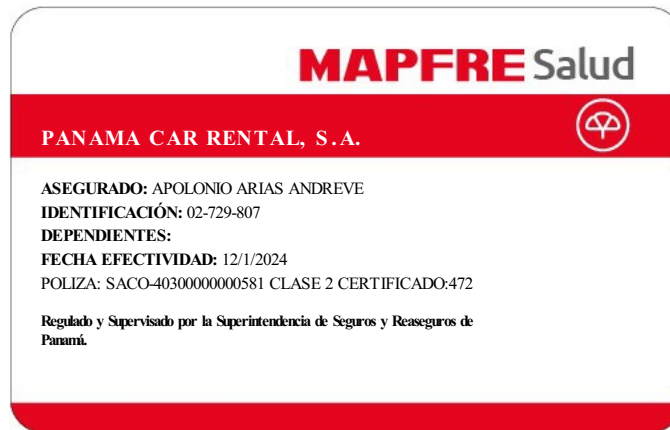 MAPFRE Salud
PANAMA CAR RENTAL, S.A.
ASEGURADO: APOLONIO ARIAS ANDREVE
IDENTIFICACIÓN: 02-729-807
DEPENDIENTES:
FECHA EFECTIVIDAD: 12/1/2024
POLIZA: SACO-40300000000581 CLASE 2 CERTIFICADO:472
Regulado y Supervisado por la Superintendencia de Seguros y Reaseguros de
Panamá.